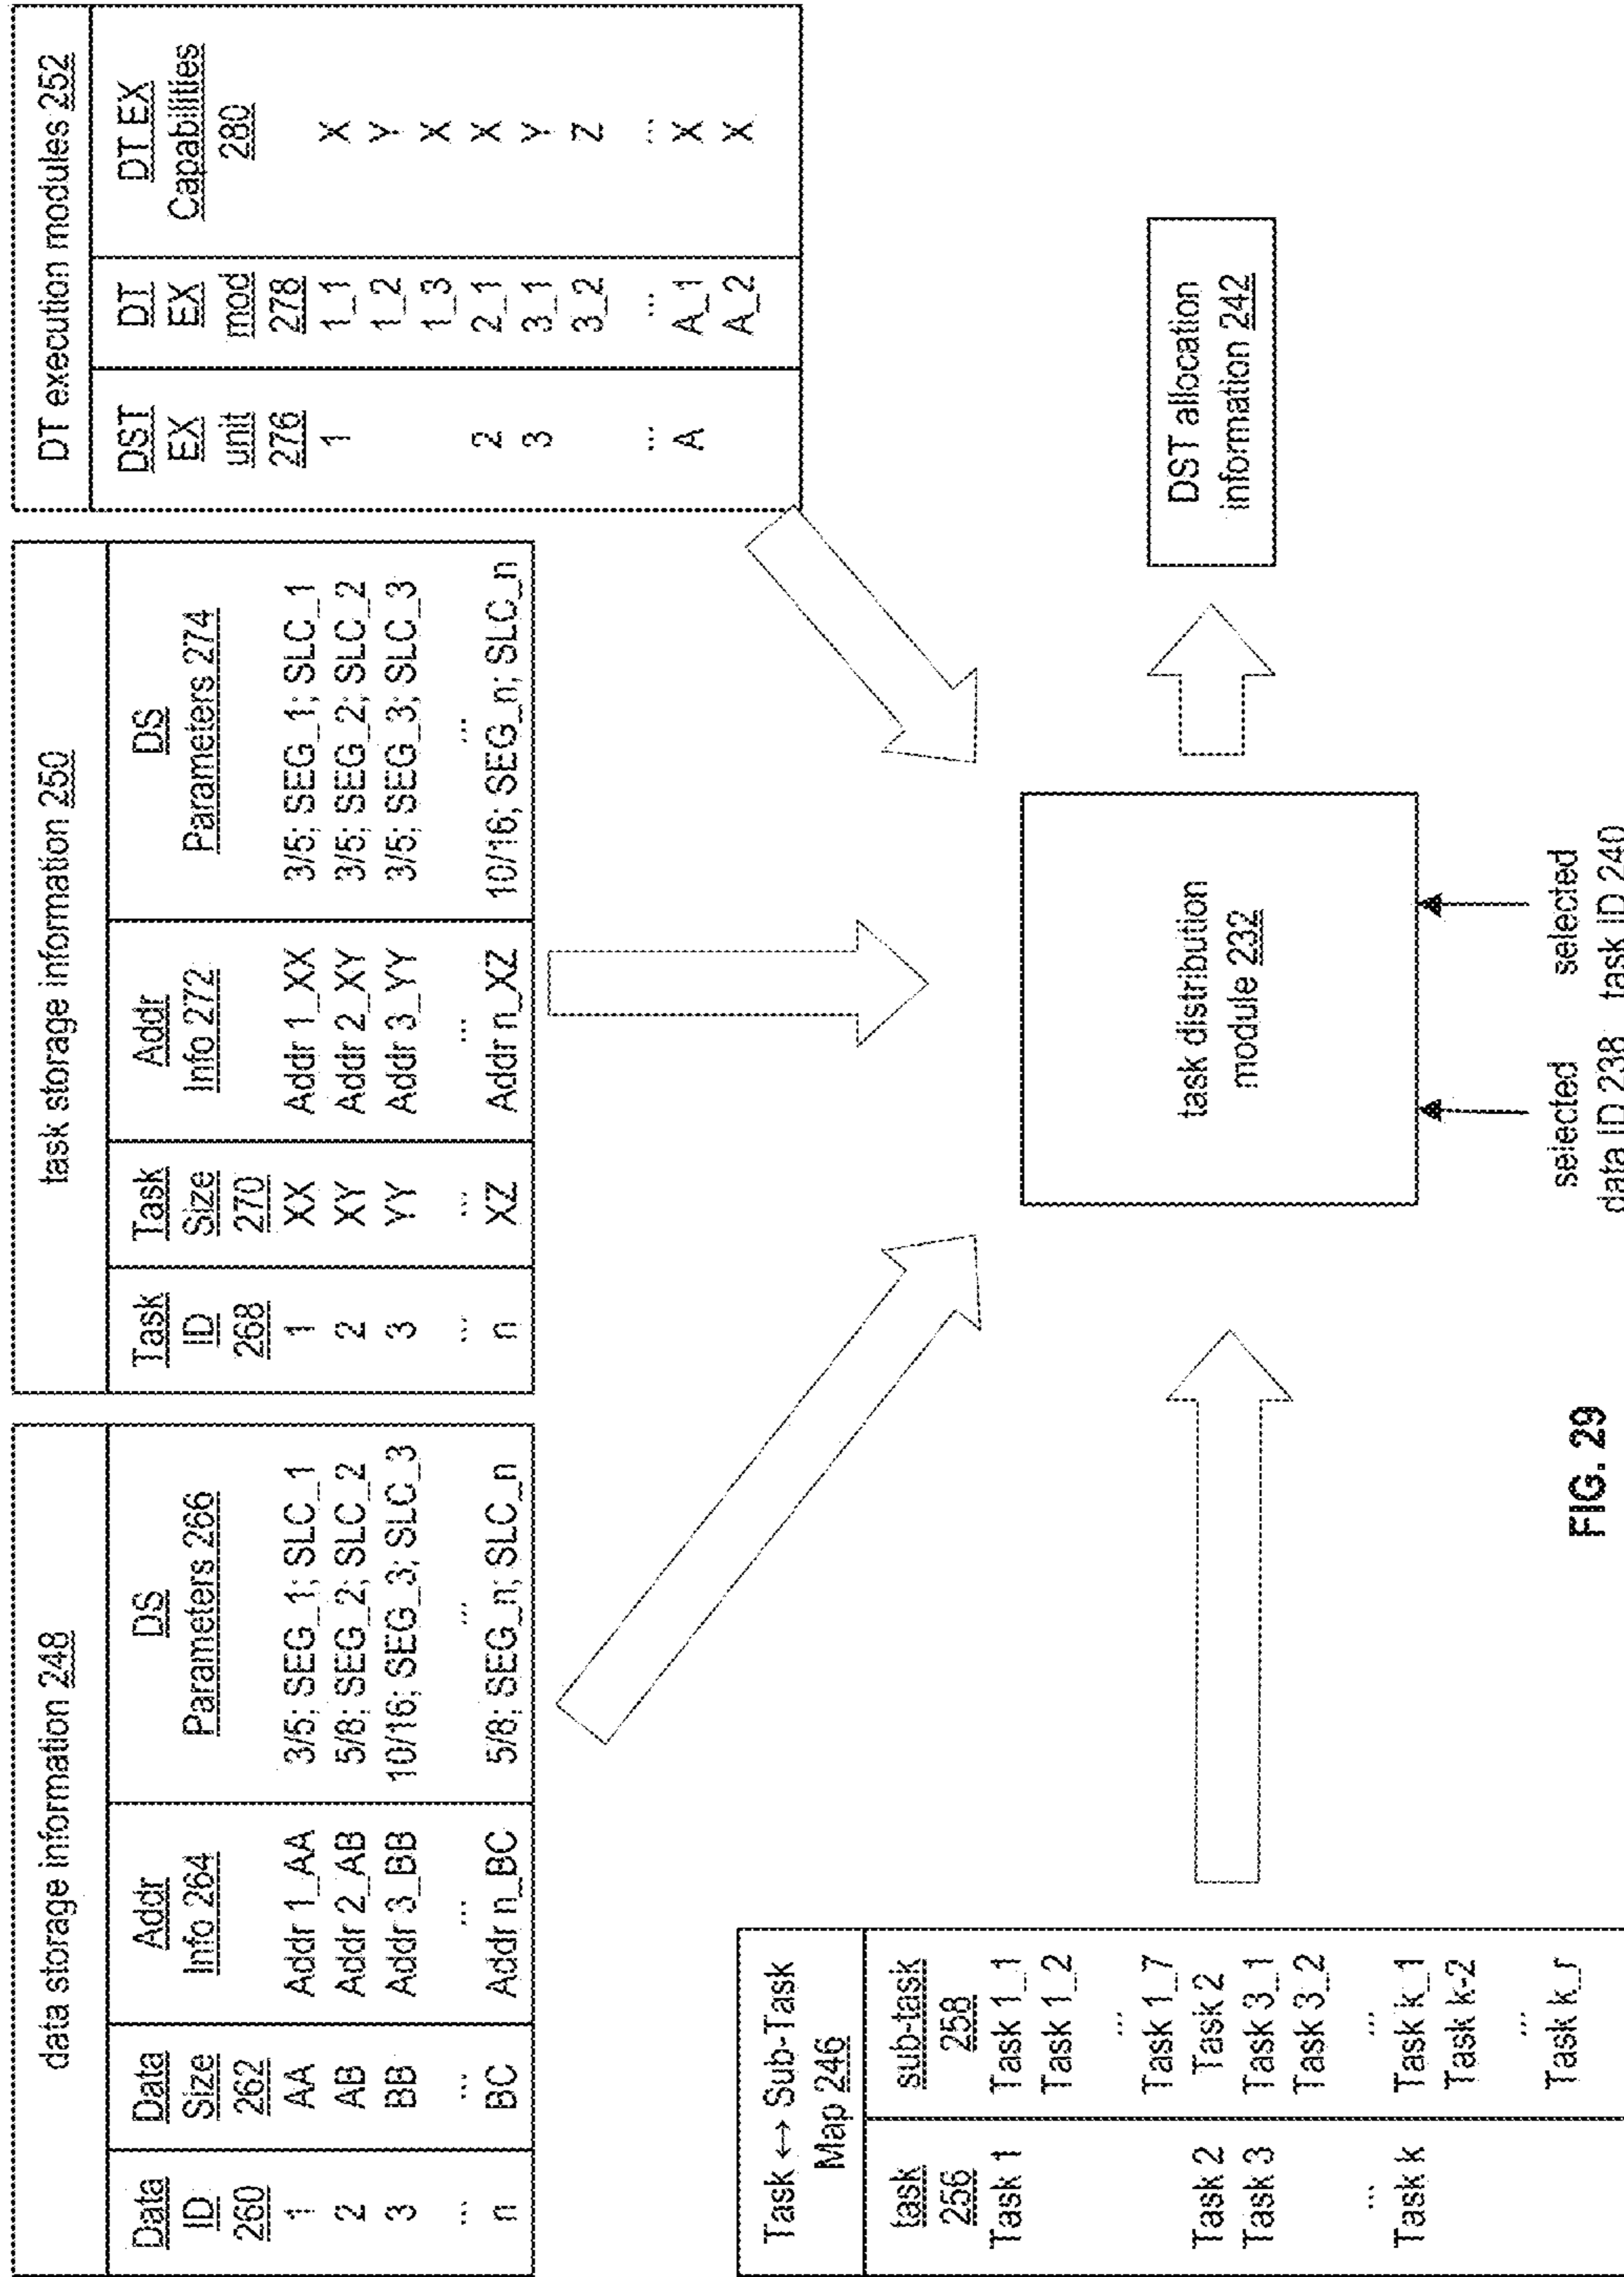 data storage information 248
Data ID 260 Data Size 262 Addr Info 264 DS Parameters 266
1 AA Addr 1_AA 3/5; SEG_1; SLC_1
2 AB Addr 2_AB 5/8; SEG_2; SLC_2
3 BB Addr 3_BB 10/16; SEG_3; SLC_3
... ... ... ...
n BC Addr n_BC 5/8; SEG_n; SLC_n
task storage information 250
Task ID 268 Task Size 270 Addr Info 272 DS Parameters 274
1 XX Addr 1_XX 3/5; SEG_1; SLC_1
2 XY Addr 2_XY 3/5; SEG_2; SLC_2
3 YY Addr 3_YY 3/5; SEG_3; SLC_3
... ... ... ...
n XZ Addr n_XZ 10/16; SEG_n; SLC_n
DT execution modules 252
DST EX unit 276 DT EX mod 278 DT EX Capabilities 280
1 1_1 X
1_2 Y
1_3 X
2 2_1 X
3 3_1 Y
3_2 Z
... ... ...
A A_1 X
A_2 X
Task ↔ Sub-Task
Map 246
task 256 sub-task 258
Task 1 Task 1_1
Task 1_2
...
Task 1_7
Task 2 Task 2
Task 3 Task 3_1
Task 3_2
... ...
Task k Task k_1
Task k-2
...
Task k_r
task distribution
module 232
DST allocation
information 242
selected
data ID 238
selected
task ID 240
FIG. 29